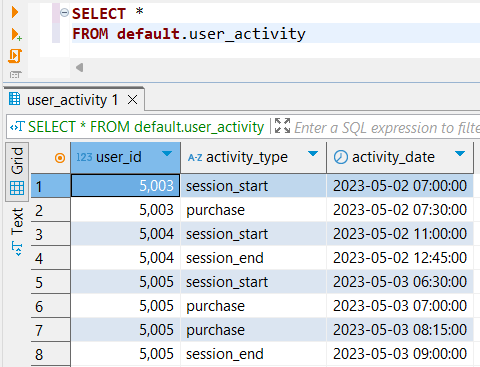 SELECT *
FROM default.user_activity
user_activity 1
SELECT * FROM default.user_activity Enter a SQL expression to filte
Grid
Text
123 user_id A-Z activity_type activity_date
1 5,003 session_start 2023-05-02 07:00:00
2 5,003 purchase 2023-05-02 07:30:00
3 5,004 session_start 2023-05-02 11:00:00
4 5,004 session_end 2023-05-02 12:45:00
5 5,005 session_start 2023-05-03 06:30:00
6 5,005 purchase 2023-05-03 07:00:00
7 5,005 purchase 2023-05-03 08:15:00
8 5,005 session_end 2023-05-03 09:00:00